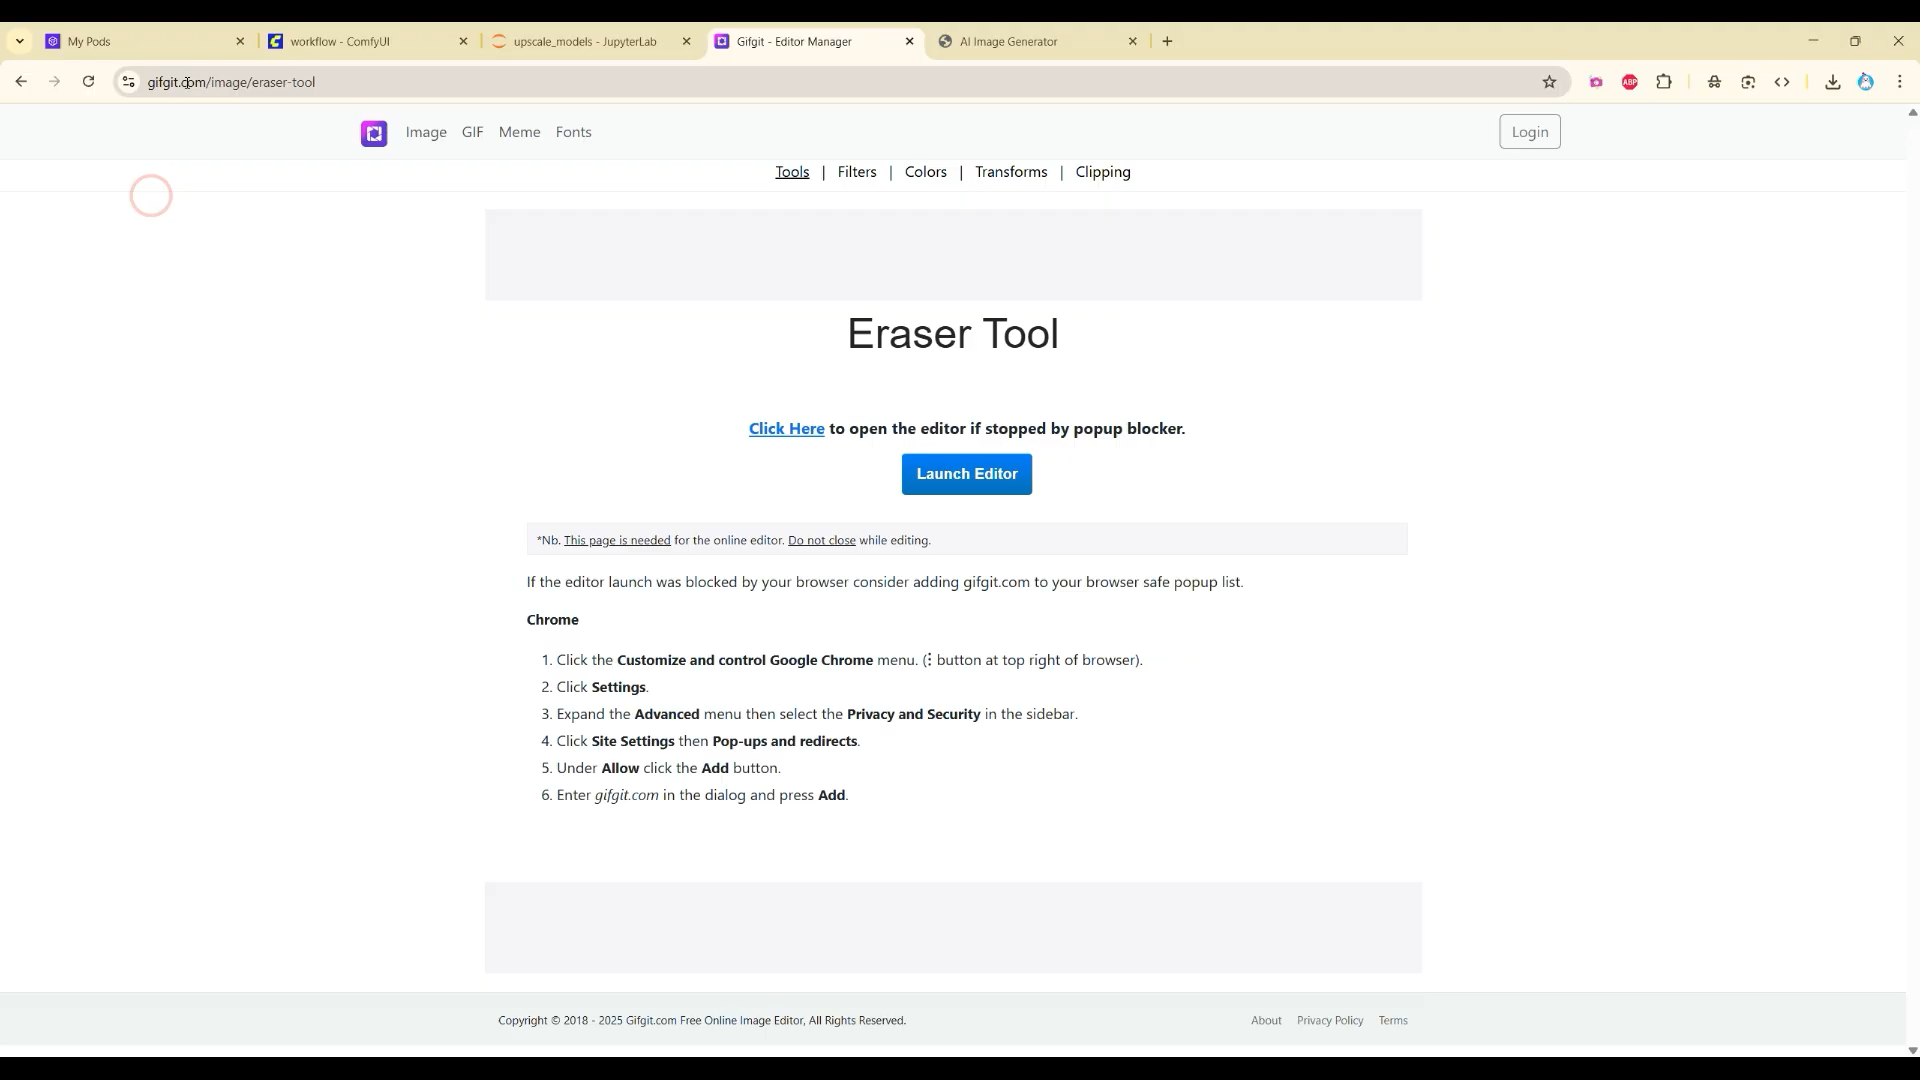 My Pods
workflow - ComfyUI
upscale_models - JupyterLab
Gifgit - Editor Manager
AI Image Generator
gifgit.com/image/eraser-tool
ABP
Image GIF Meme Fonts
Login
Tools | Filters | Colors | Transforms | Clipping
Eraser Tool
Click Here to open the editor if stopped by popup blocker.
Launch Editor
*Nb. This page is needed for the online editor. Do not close while editing.
If the editor launch was blocked by your browser consider adding gifgit.com to your browser safe popup list.
Chrome
1. Click the Customize and control Google Chrome menu. (⋮ button at top right of browser).
2. Click Settings.
3. Expand the Advanced menu then select the Privacy and Security in the sidebar.
4. Click Site Settings then Pop-ups and redirects.
5. Under Allow click the Add button.
6. Enter gifgit.com in the dialog and press Add.
Copyright © 2018 - 2025 Gifgit.com Free Online Image Editor, All Rights Reserved.
About Privacy Policy Terms